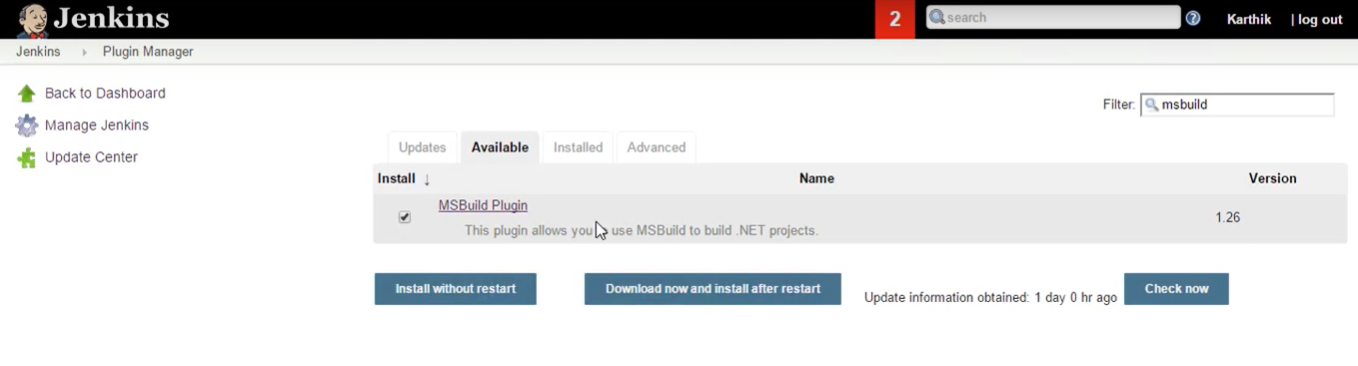 Jenkins
2
search
?
Karthik
| log out
Jenkins
Plugin Manager
Back to Dashboard
Manage Jenkins
Update Center
Filter:
msbuild
Updates
Available
Installed
Advanced
Install ↓
Name
Version
MSBuild Plugin
This plugin allows you use MSBuild to build .NET projects.
1.26
Install without restart
Download now and install after restart
Update information obtained: 1 day 0 hr ago
Check now